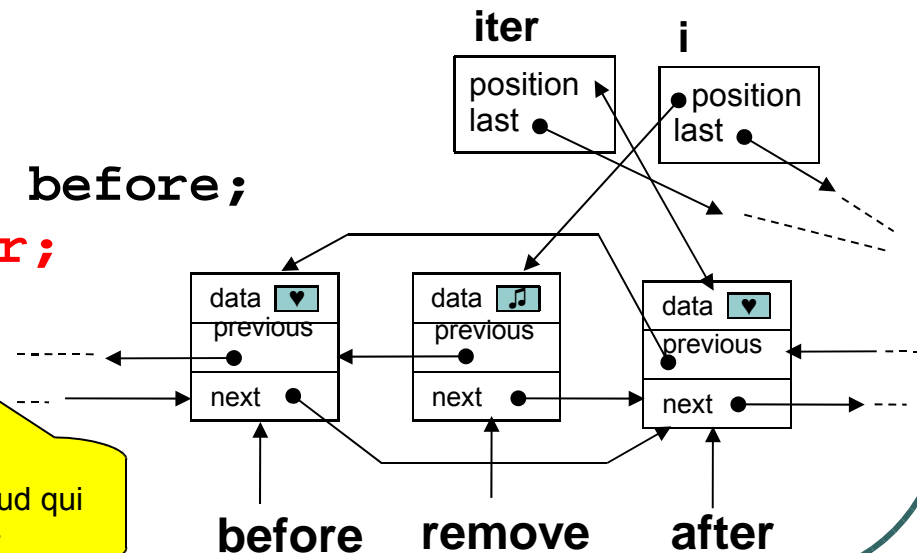 iter
i
position
last
position
last
before;
r;
data ♥
previous
next
data ♫
previous
next
data ♥
previous
next
ud qui
before
remove
after